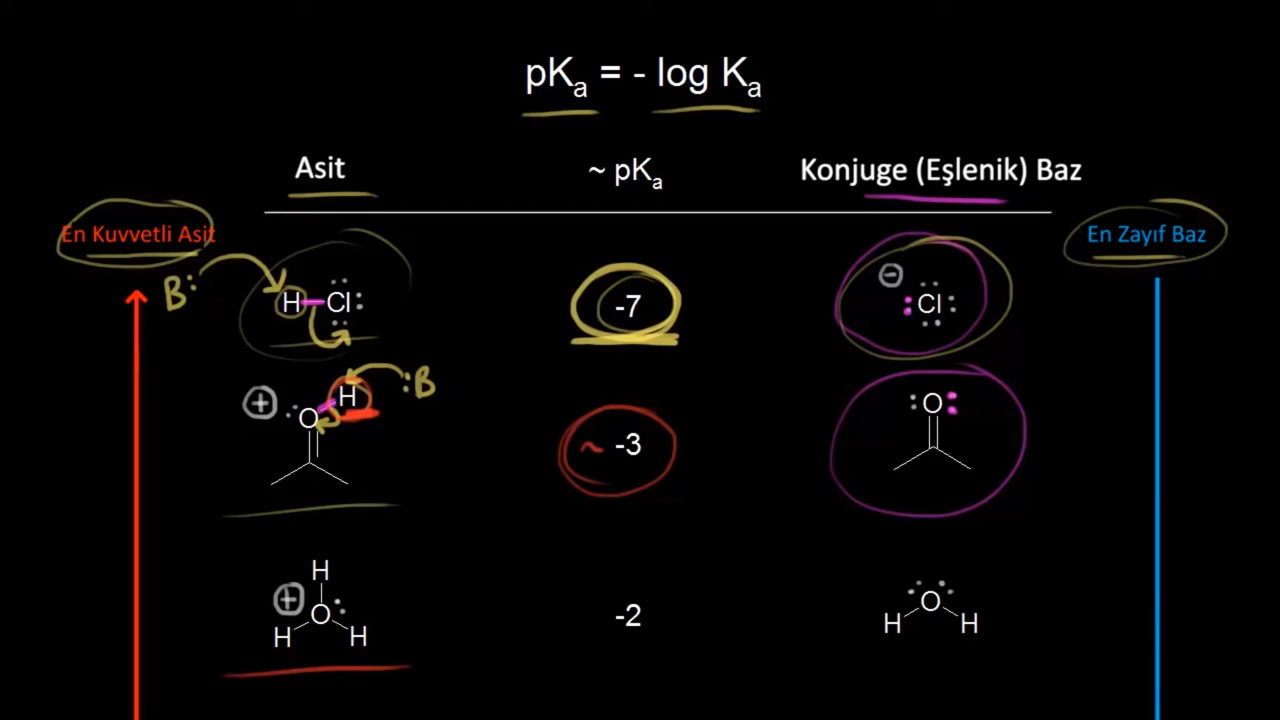 pKa = - log Ka
Asit ~ pKa Konjuge (Eşlenik) Baz
En Kuvvetli Asit En Zayıf Baz
B: H Cl: -7 ⊖ :Cl:
⊕ H :B
:O ~ -3 :O:
H
⊕ O: -2 O
H H H H